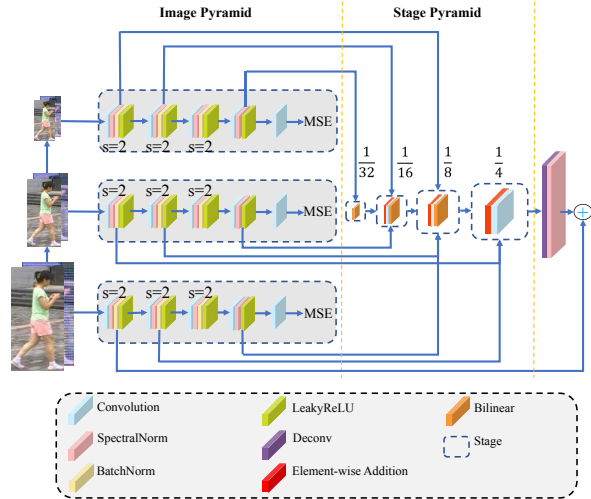 Image Pyramid
Stage Pyramid
s=2 s=2 s=2
MSE
1/32
1/16
1/8
1/4
s=2 s=2 s=2
MSE
s=2 s=2 s=2
MSE
Convolution
LeakyReLU
Bilinear
SpectralNorm
Deconv
Stage
BatchNorm
Element-wise Addition